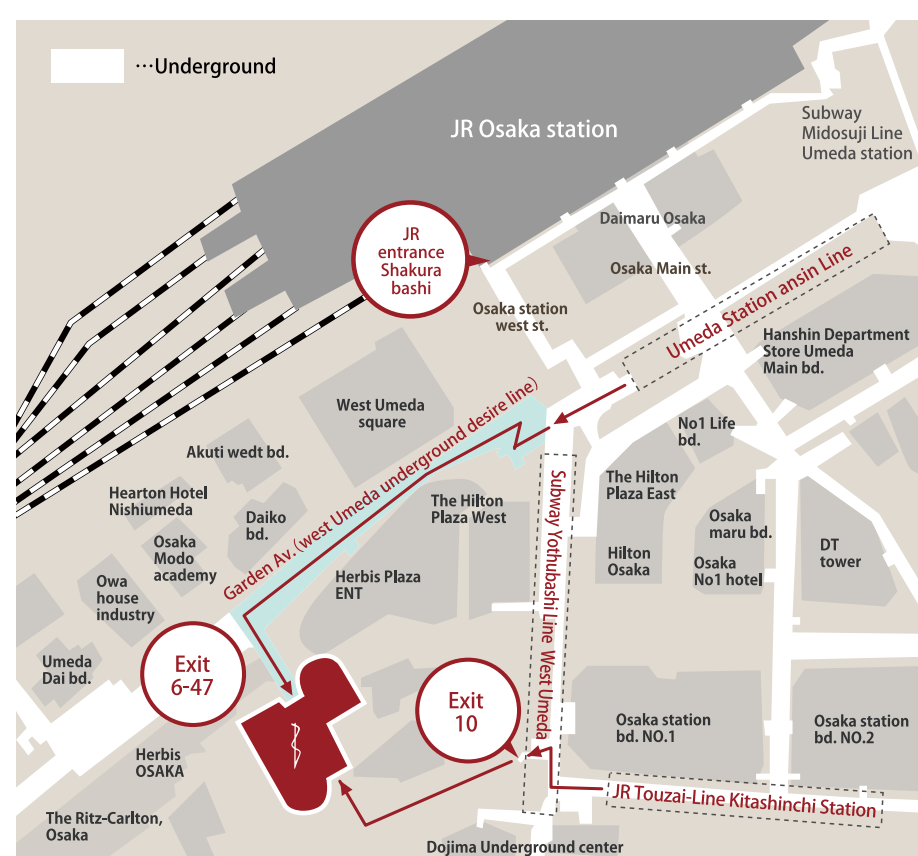 …Underground
JR Osaka station
Subway
Midosuji Line
Umeda station
JR
entrance
Shakura
bashi
Daimaru Osaka
Osaka Main st.
Umeda Station ansin Line
Osaka station
west st.
Hanshin Department
Store Umeda
Main bd.
West Umeda
square
Garden Av.(west Umeda underground desire line)
No1 Life
bd.
Akuti wedt bd.
The Hilton
Plaza East
The Hilton
Plaza West
Subway Yothubashi Line West Umeda
Hearton Hotel
Nishiumeda
Daiko
bd.
Osaka
maru bd.
Osaka
Modo
academy
DT
tower
Hilton
Osaka
Osaka
No1 hotel
Herbis Plaza
ENT
Owa
house
industry
Umeda
Dai bd.
Exit
6-47
Exit
10
Osaka station
bd. NO.1
Osaka station
bd. NO.2
Herbis
OSAKA
JR Touzai-Line Kitashinchi Station
The Ritz-Carlton,
Osaka
Dojima Underground center